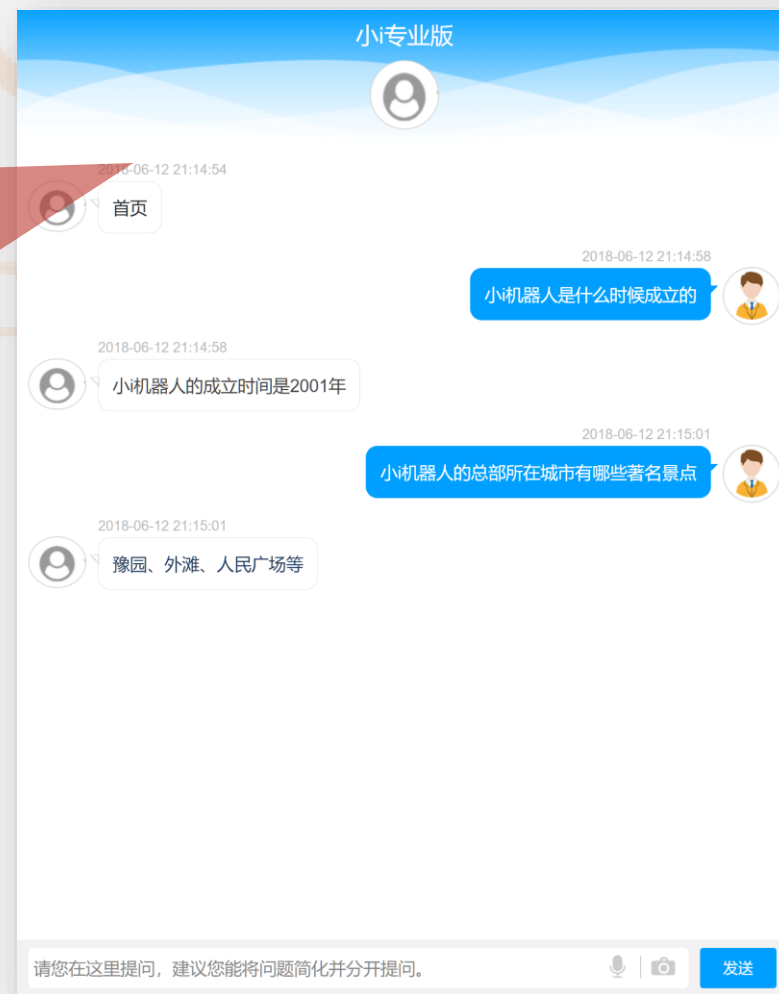 小i专业版
2018-06-12 21:14:54
首页
2018-06-12 21:14:58
小i机器人是什么时候成立的
2018-06-12 21:14:58
小i机器人的成立时间是2001年
2018-06-12 21:15:01
小i机器人的总部所在城市有哪些著名景点
2018-06-12 21:15:01
豫园、外滩、人民广场等
请您在这里提问，建议您能将问题简化并分开提问。
发送